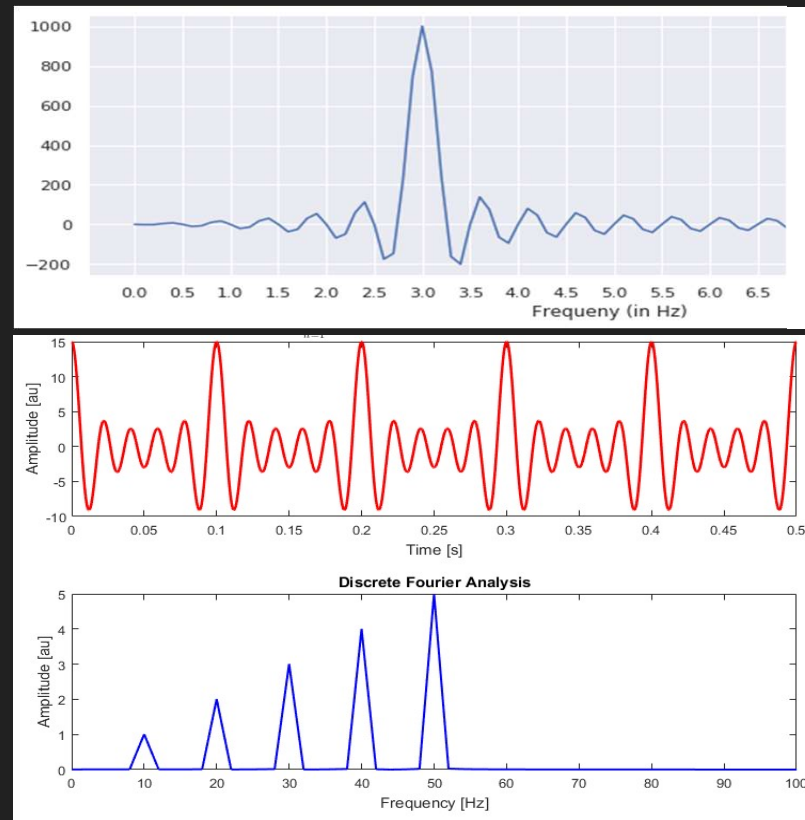 1000
800
600
400
200
0
−200
0.0 0.5 1.0 1.5 2.0 2.5 3.0 3.5 4.0 4.5 5.0 5.5 6.0 6.5
Frequeny (in Hz)
15
10
5
0
-5
-10
Amplitude [au]
0 0.05 0.1 0.15 0.2 0.25 0.3 0.35 0.4 0.45 0.5
Time [s]
Discrete Fourier Analysis
5
4
3
2
1
0
Amplitude [au]
0 10 20 30 40 50 60 70 80 90 100
Frequency [Hz]